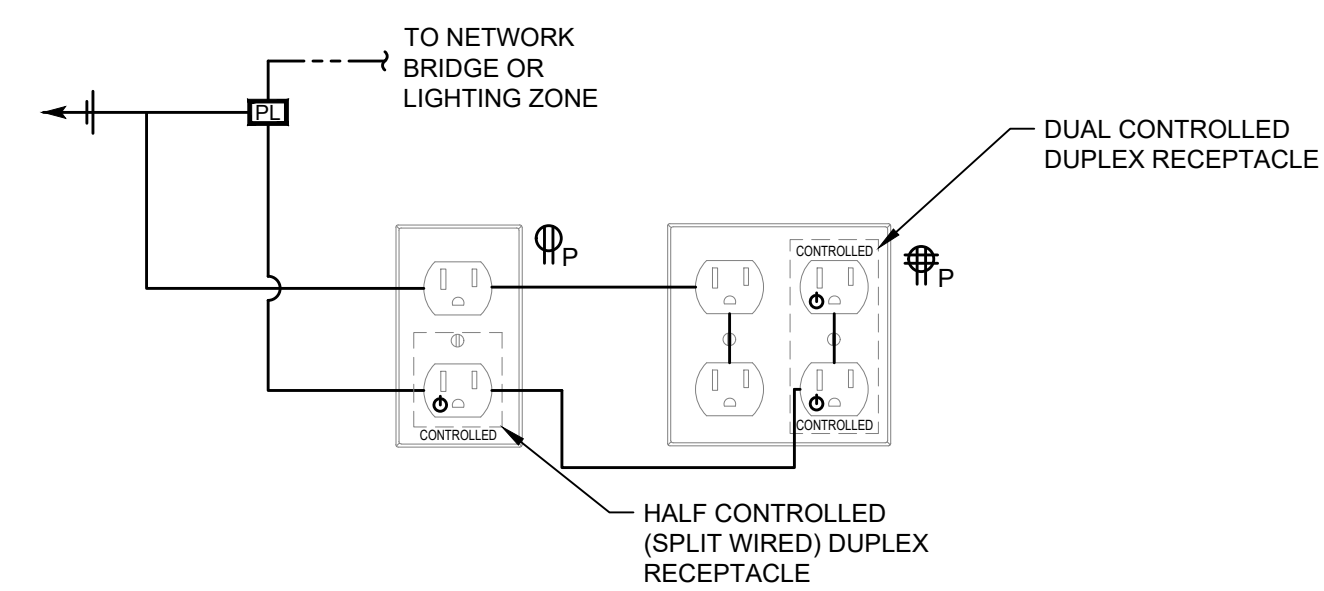 TO NETWORK
BRIDGE OR
LIGHTING ZONE
PL
DUAL CONTROLLED
DUPLEX RECEPTACLE
P
CONTROLLED
P
CONTROLLED
CONTROLLED
HALF CONTROLLED
(SPLIT WIRED) DUPLEX
RECEPTACLE